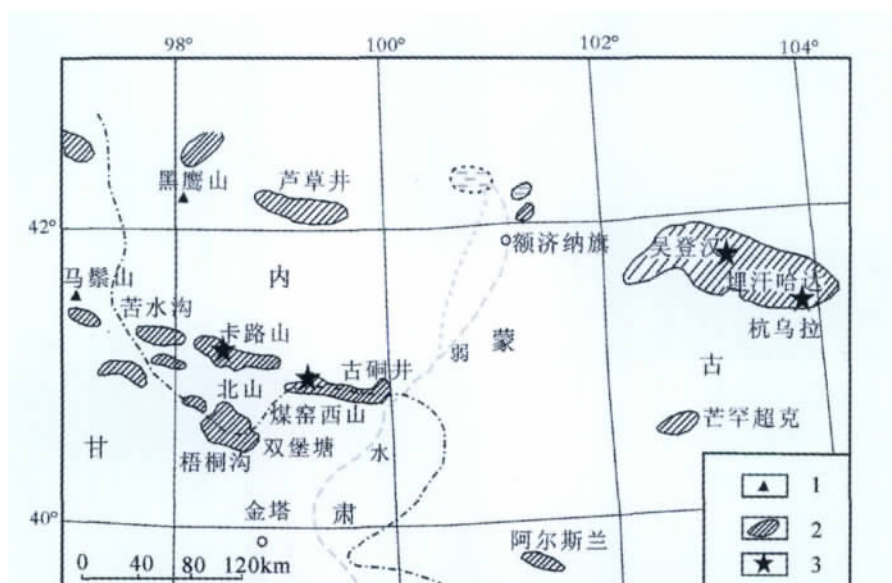 98° 100° 102° 104°
黑鹰山 芦草井
42°
额济纳旗
吴登汉
马鬃山
内
埋汗哈达
苦水沟
卡路山
杭乌拉
弱
蒙
古硐井
古
北山
煤窑西山
芒罕超克
甘
双堡塘
水
梧桐沟
1
40°
金塔
肃
2
阿尔斯兰
0 40 80 120km
3